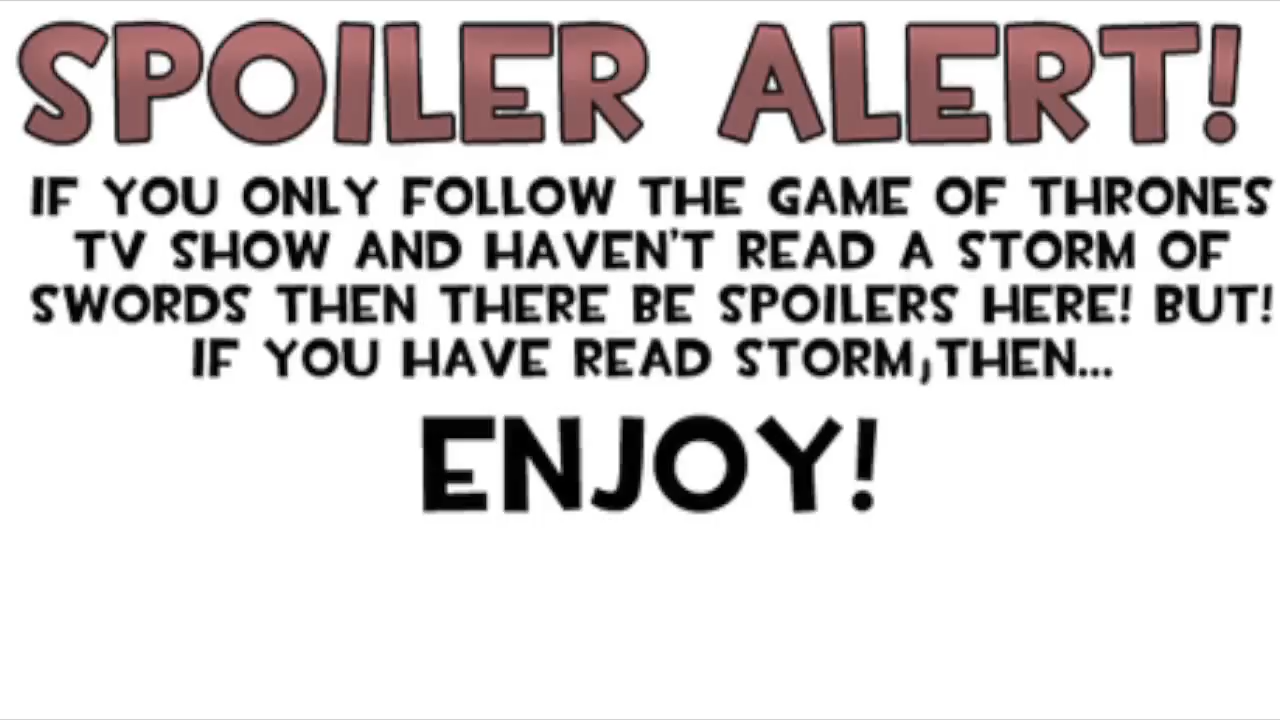 SPOILER ALERT!
IF YOU ONLY FOLLOW THE GAME OF THRONES
TV SHOW AND HAVEN'T READ A STORM OF
SWORDS THEN THERE BE SPOILERS HERE! BUT!
IF YOU HAVE READ STORM,THEN...
ENJOY!